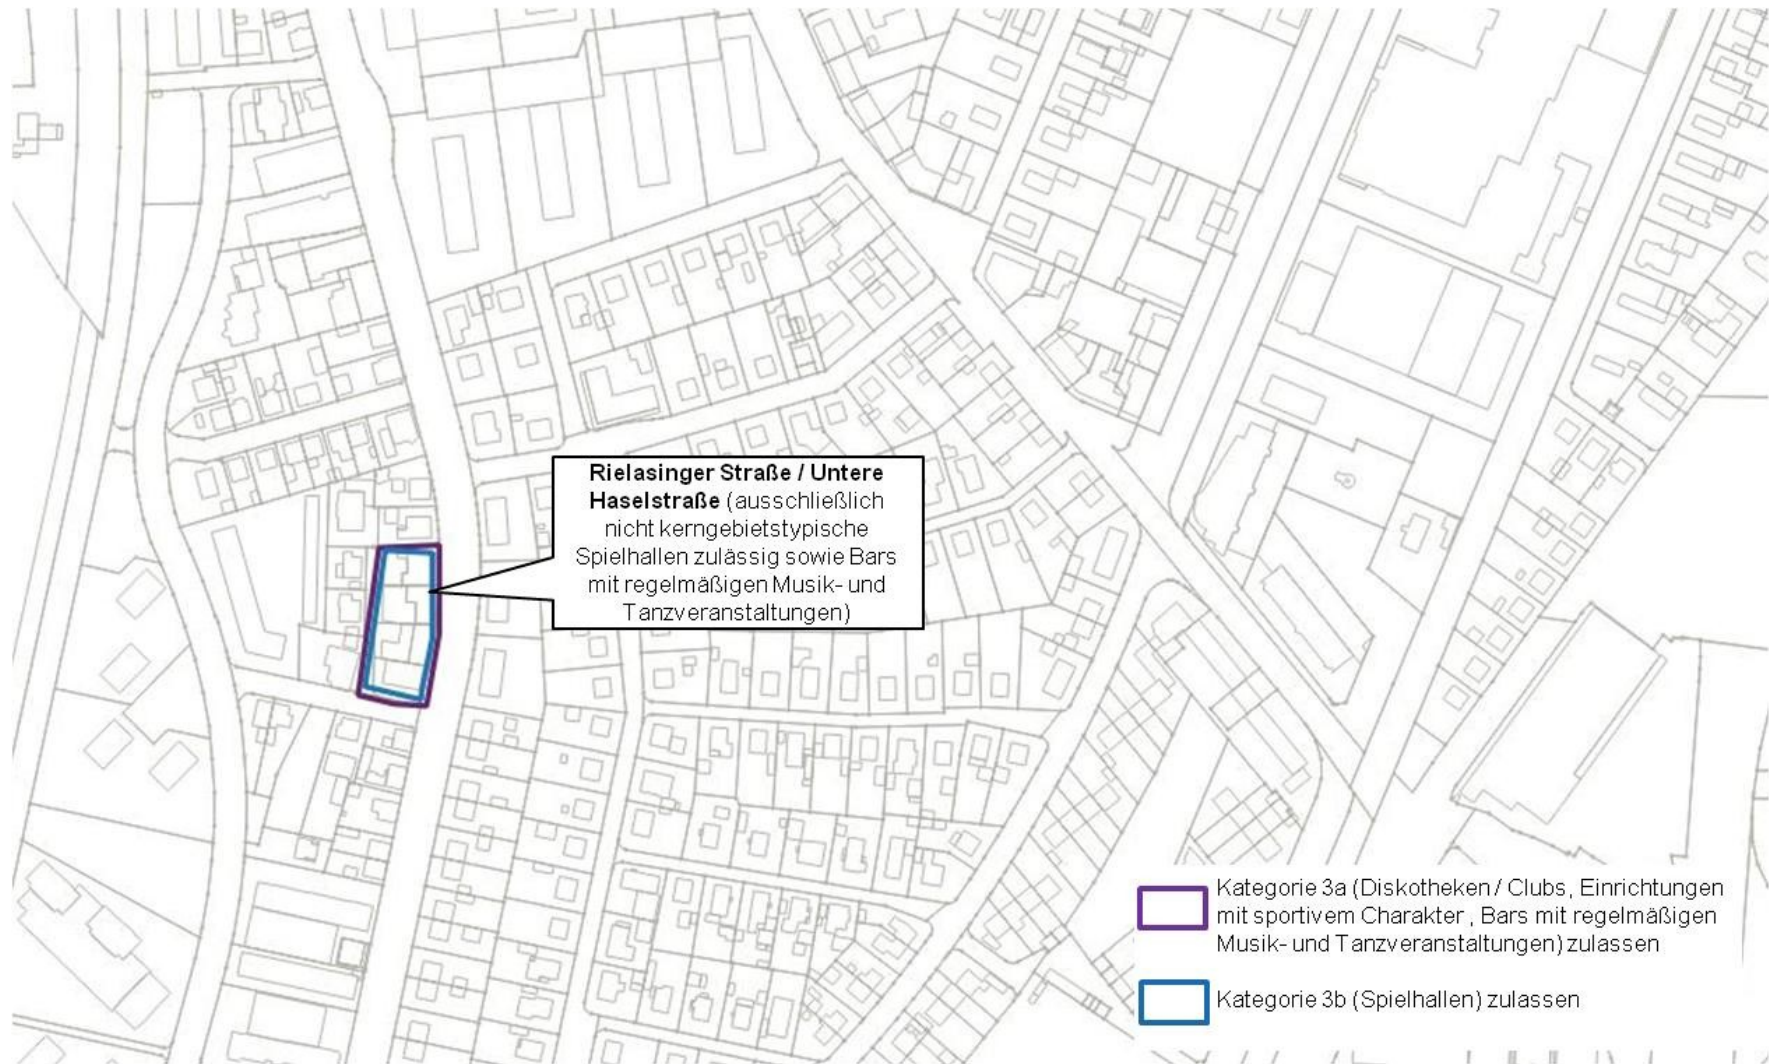 Rielasinger Straße / Untere
Haselstraße (ausschließlich
nicht kerngebietstypische
Spielhallen zulässig sowie Bars
mit regelmäßigen Musik- und
Tanzveranstaltungen)
Kategorie 3a (Diskotheken / Clubs, Einrichtungen
mit sportivem Charakter , Bars mit regelmäßigen
Musik- und Tanzveranstaltungen) zulassen
Kategorie 3b (Spielhallen) zulassen